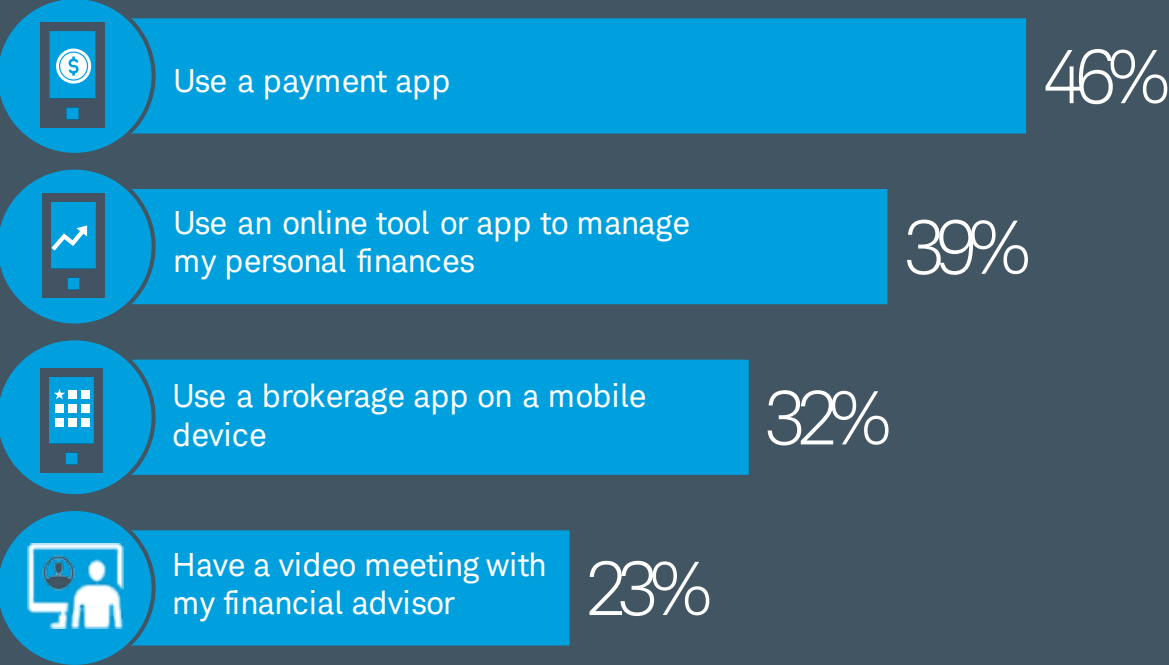 $
Use a payment app
46%
Use an online tool or app to manage
my personal finances
39%
Use a brokerage app on a mobile
device
32%
Have a video meeting with
my financial advisor
23%